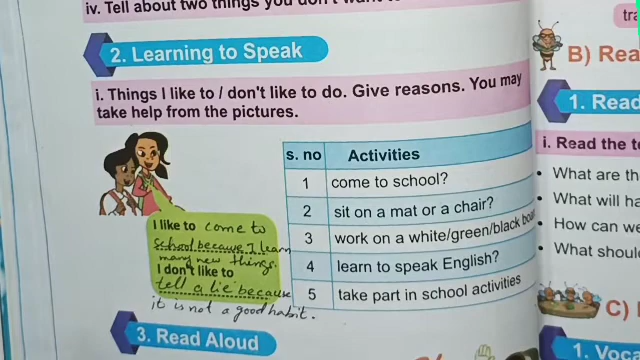 iv. Tell about two things you don't want to
2. Learning to Speak
i. Things I like to / don't like to do. Give reasons. You may
take help from the pictures.
s. no Activities
1 come to school?
2 sit on a mat or a chair?
3 work on a white/green/black
4 learn to speak English?
5 take part in school activities
I like to come to
school because I learn
many new things.
I don't like to
tell a lie because
it is not a good habit.
3. Read Aloud
B) Rea
1. Read
i. Read the t
• What are th
• What will ha
• How can we
• What shoul
C)
1. Voca